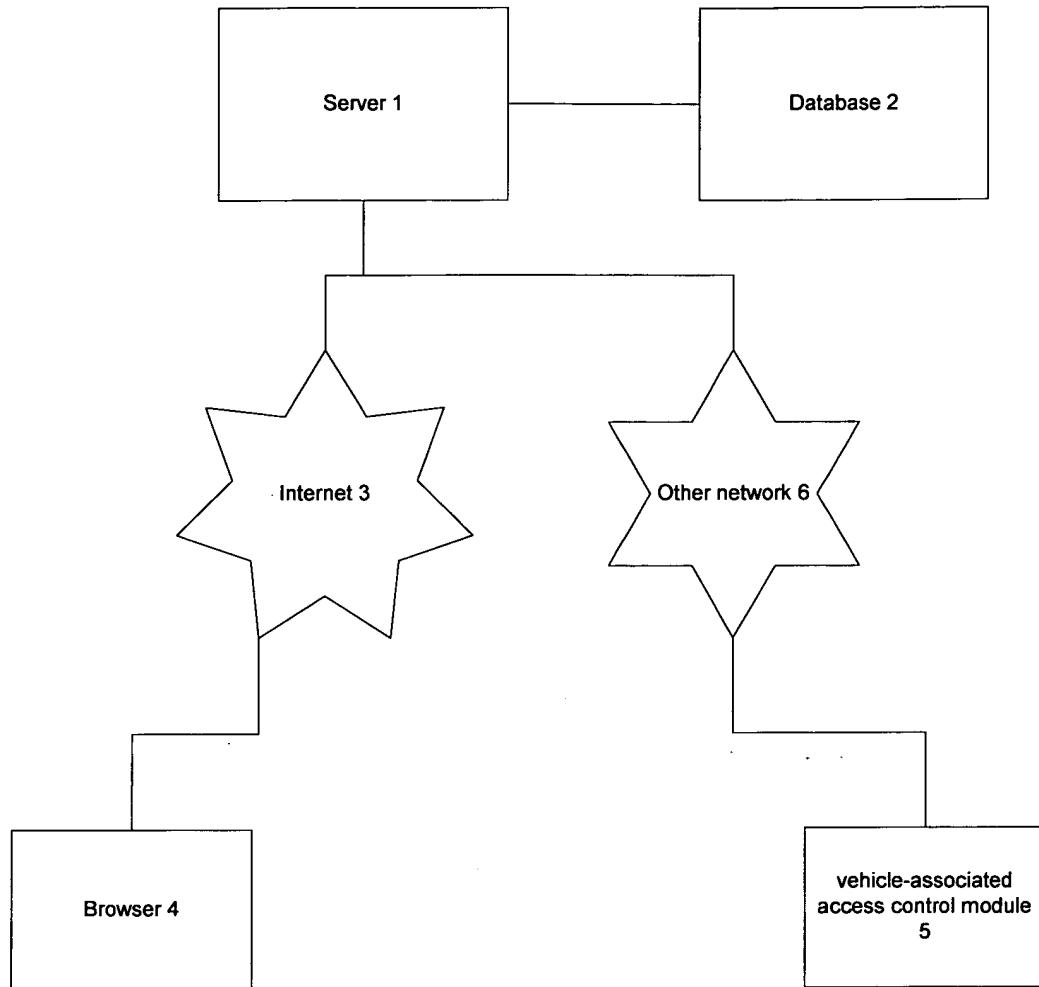 Server 1
Database 2
Internet 3
Other network 6
Browser 4
vehicle-associated
access control module
5